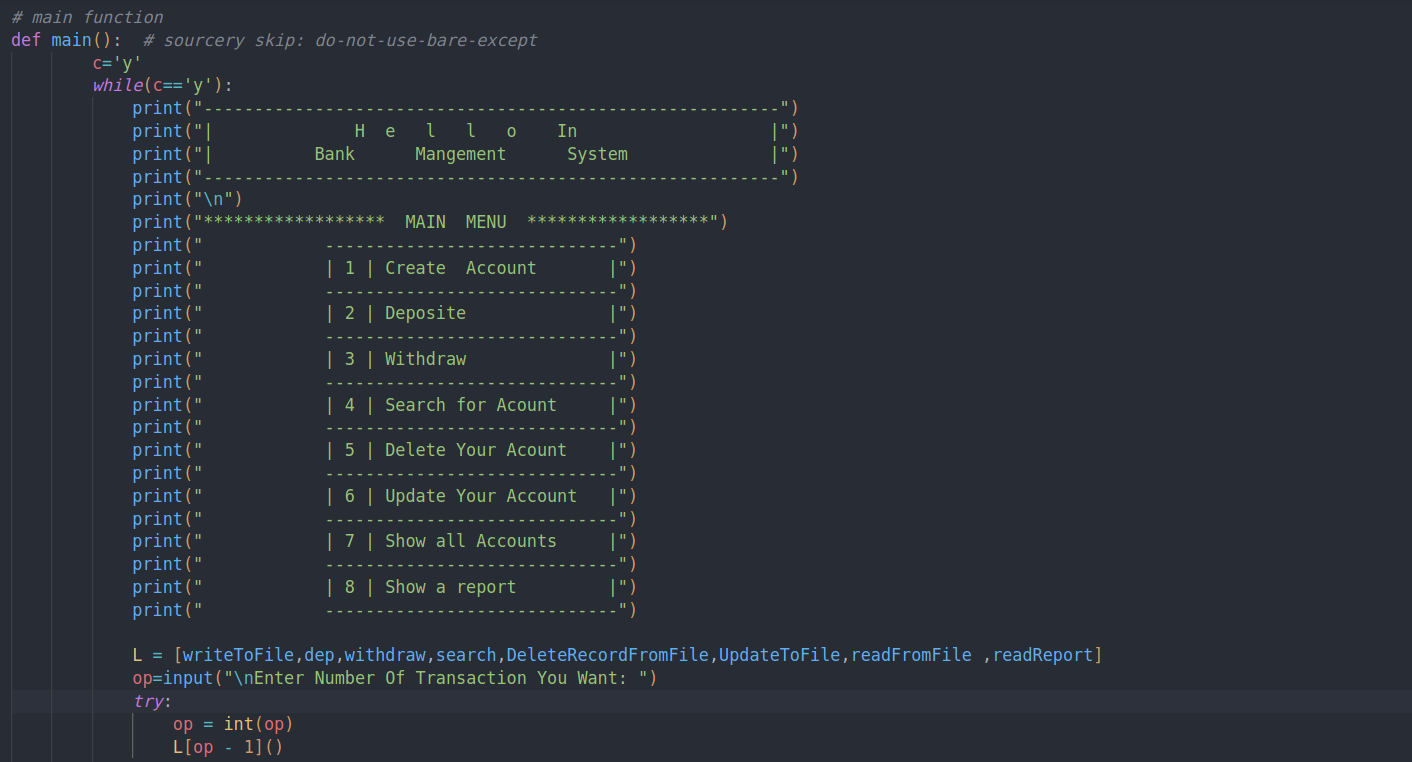 # main function
def main():  # sourcery skip: do-not-use-bare-except
        c='y'
        while(c=='y'):
            print("---------------------------------------------------------")
            print("|              H  e   l   l   o    In                   |")
            print("|          Bank      Mangement      System              |")
            print("---------------------------------------------------------")
            print("\n")
            print("******************  MAIN  MENU  ******************")
            print("            -----------------------------")
            print("            | 1 | Create  Account       |")
            print("            -----------------------------")
            print("            | 2 | Deposite              |")
            print("            -----------------------------")
            print("            | 3 | Withdraw              |")
            print("            -----------------------------")
            print("            | 4 | Search for Acount     |")
            print("            -----------------------------")
            print("            | 5 | Delete Your Acount    |")
            print("            -----------------------------")
            print("            | 6 | Update Your Account   |")
            print("            -----------------------------")
            print("            | 7 | Show all Accounts     |")
            print("            -----------------------------")
            print("            | 8 | Show a report         |")
            print("            -----------------------------")

            L = [writeToFile,dep,withdraw,search,DeleteRecordFromFile,UpdateToFile,readFromFile ,readReport]
            op=input("\nEnter Number Of Transaction You Want: ")
            try:
                op = int(op)
                L[op - 1]()